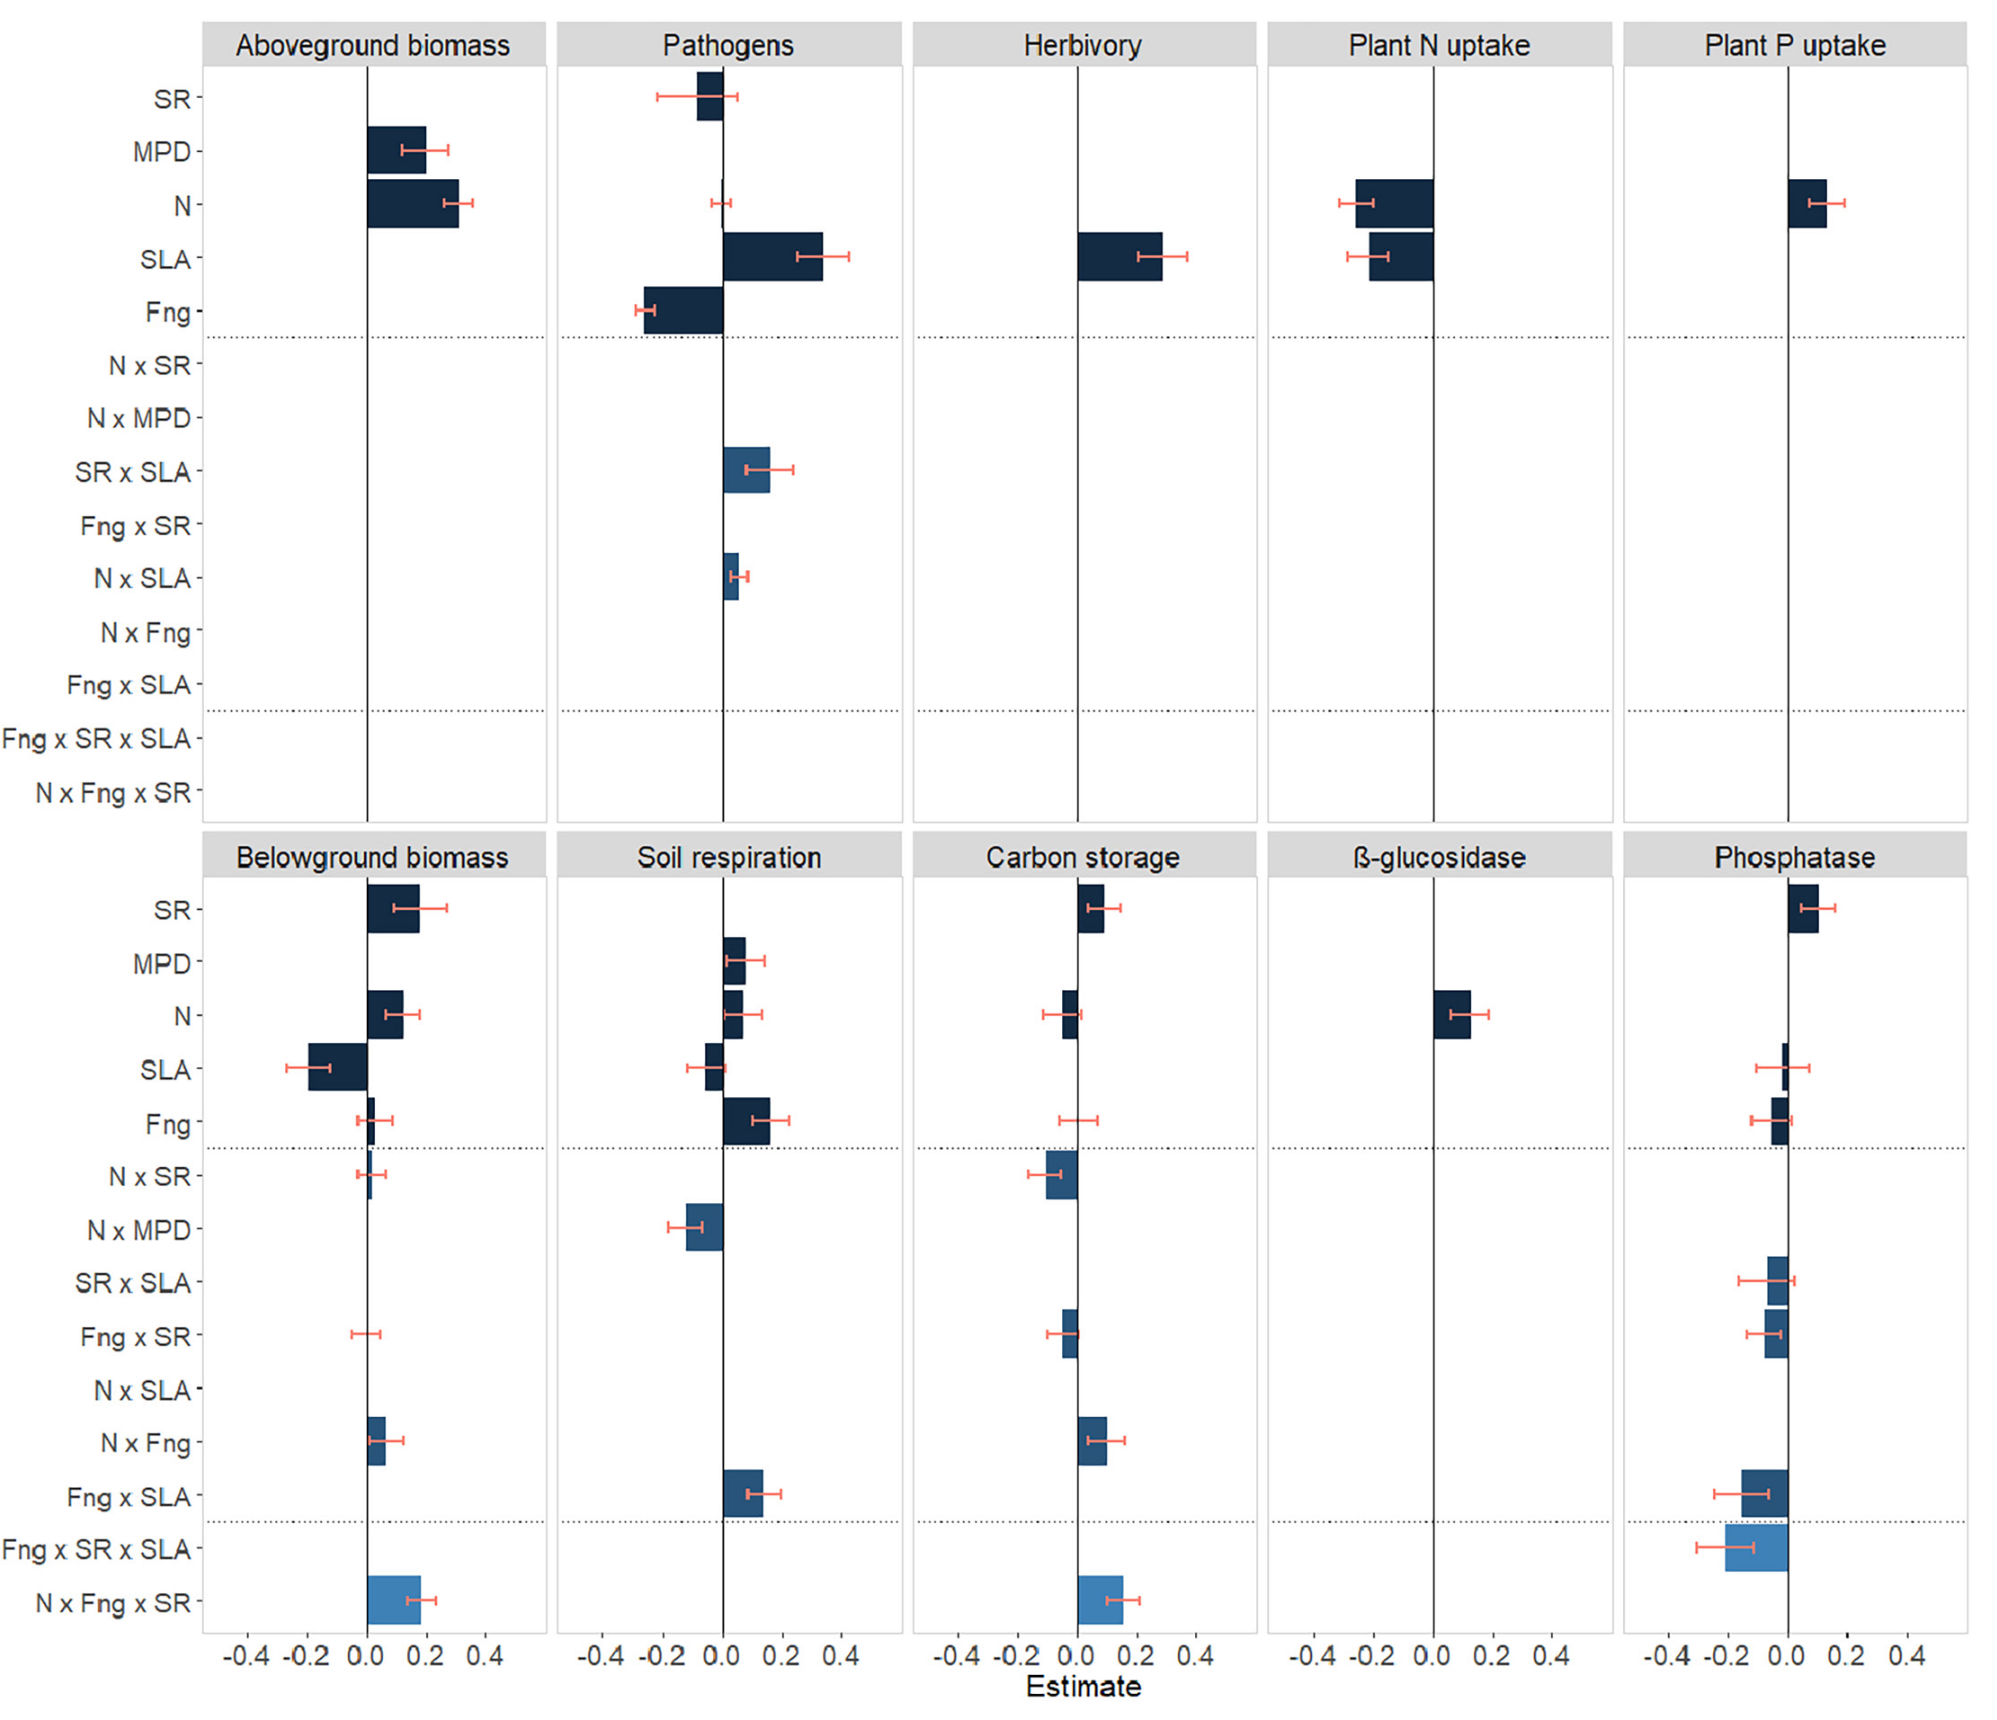 Aboveground biomass Pathogens Herbivory Plant N uptake Plant P uptake
SR
MPD
N
SLA
Fng
N x SR
N x MPD
SR x SLA
Fng x SR
N x SLA
N x Fng
Fng x SLA
Fng x SR x SLA
N x Fng x SR
Belowground biomass Soil respiration Carbon storage ß-glucosidase Phosphatase
SR
MPD
N
SLA
Fng
N x SR
N x MPD
SR x SLA
Fng x SR
N x SLA
N x Fng
Fng x SLA
Fng x SR x SLA
N x Fng x SR
-0.4 -0.2 0.0 0.2 0.4 -0.4 -0.2 0.0 0.2 0.4 -0.4 -0.2 0.0 0.2 0.4 -0.4 -0.2 0.0 0.2 0.4 -0.4 -0.2 0.0 0.2 0.4
Estimate